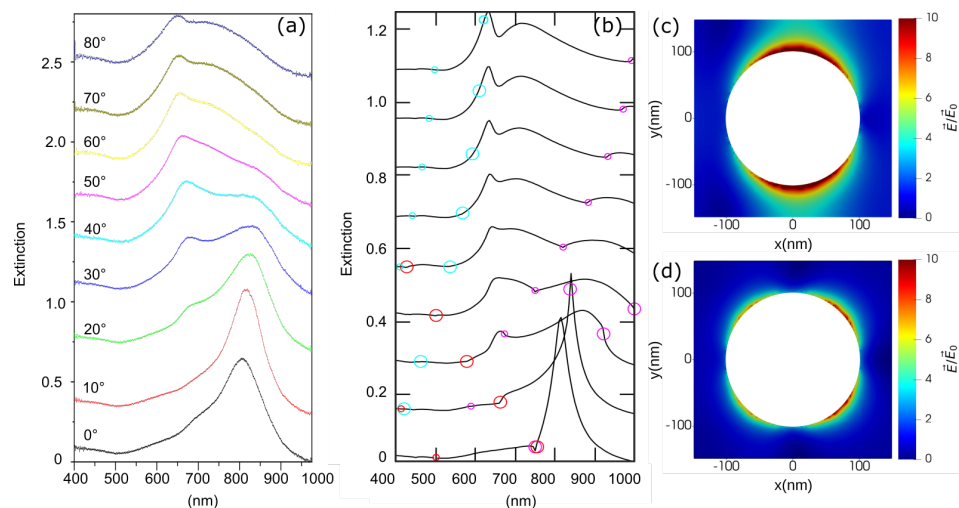 (a)
Extinction
2.5
2.0
1.5
1.0
0.5
0
80°
70°
60°
50°
40°
30°
20°
10°
0°
400 500 600 700 800 900 1000
(nm)
(b)
Extinction
1.2
1.0
0.8
0.6
0.4
0.2
0
400 500 600 700 800 900 1000
(nm)
(c)
y(nm)
100
0
-100
-100 0 100
x(nm)
10
8
6
4
2
0
E⃗/E⃗₀
(d)
y(nm)
100
0
-100
-100 0 100
x(nm)
10
8
6
4
2
0
E⃗/E⃗₀